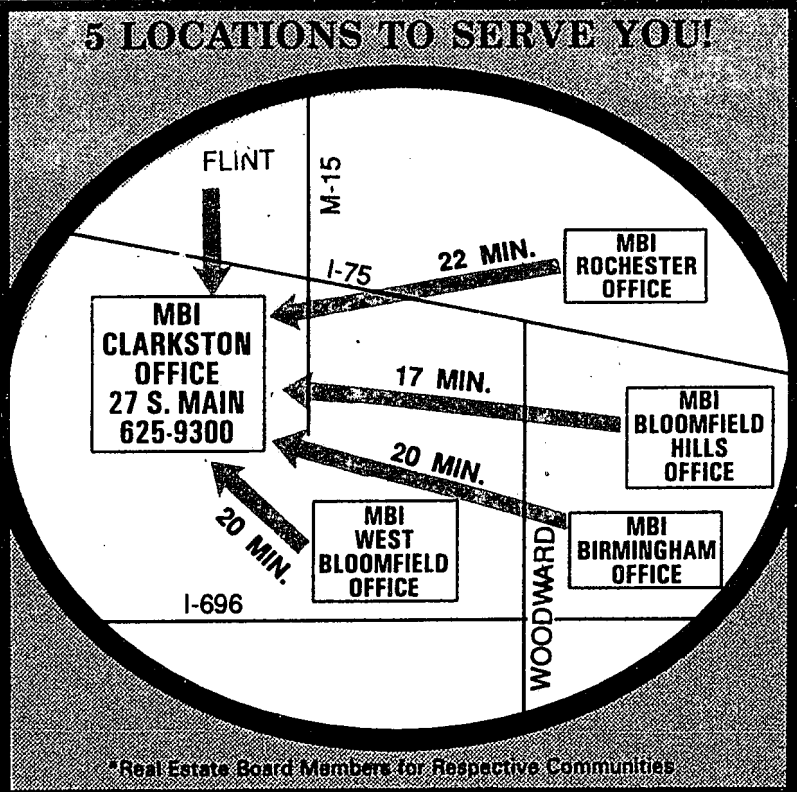 5 LOCATIONS TO SERVE YOU!
FLINT
M-15
I-75
22 MIN.
MBI
ROCHESTER
OFFICE
MBI
CLARKSTON
OFFICE
27 S. MAIN
625-9300
17 MIN.
MBI
BLOOMFIELD
HILLS
OFFICE
20 MIN.
20 MIN.
MBI
WEST
BLOOMFIELD
OFFICE
MBI
BIRMINGHAM
OFFICE
WOODWARD
I-696
*Real Estate Board Members for Respective Communities